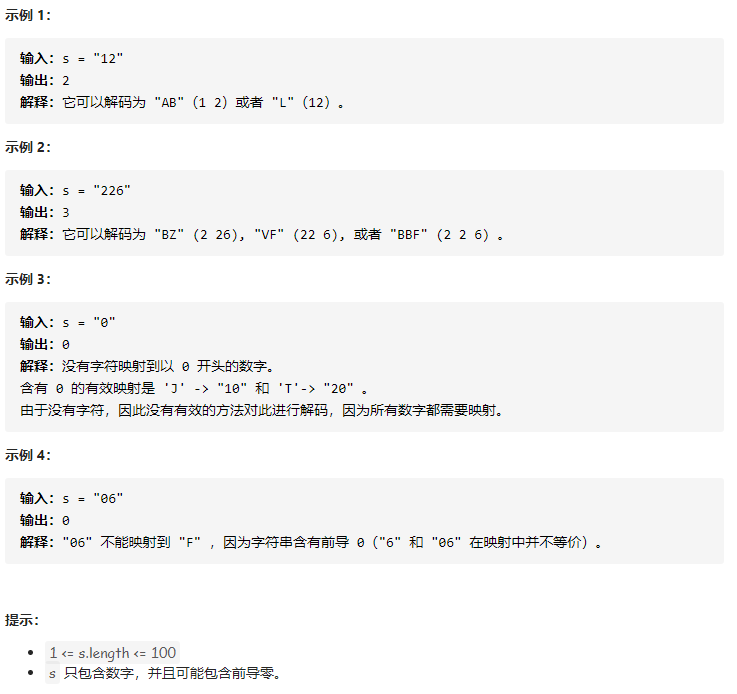 示例 1：
输入：s = "12"
输出：2
解释：它可以解码为 "AB"（1 2）或者 "L"（12）。
示例 2：
输入：s = "226"
输出：3
解释：它可以解码为 "BZ" (2 26), "VF" (22 6), 或者 "BBF" (2 2 6) 。
示例 3：
输入：s = "0"
输出：0
解释：没有字符映射到以 0 开头的数字。
含有 0 的有效映射是 'J' -> "10" 和 'T'-> "20" 。
由于没有字符，因此没有有效的方法对此进行解码，因为所有数字都需要映射。
示例 4：
输入：s = "06"
输出：0
解释："06" 不能映射到 "F" ，因为字符串含有前导 0（"6" 和 "06" 在映射中并不等价）。
提示：
• 1 <= s.length <= 100
• s 只包含数字，并且可能包含前导零。